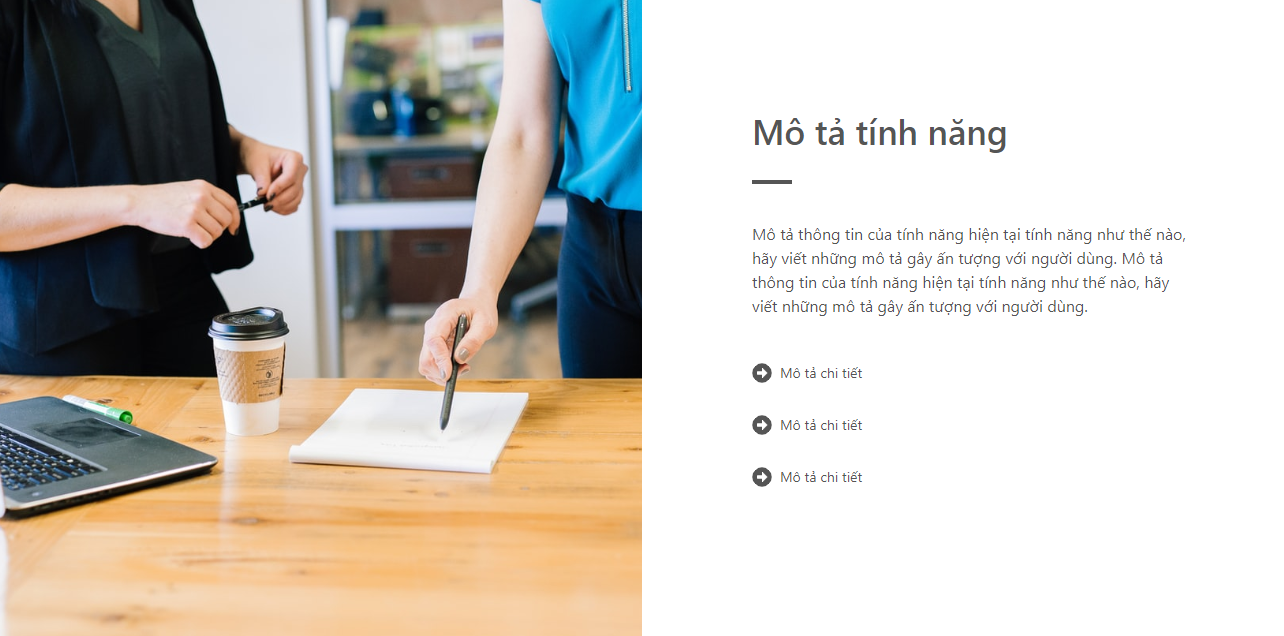 Mô tả tính năng
Mô tả thông tin của tính năng hiện tại tính năng như thế nào,
hãy viết những mô tả gây ấn tượng với người dùng. Mô tả
thông tin của tính năng hiện tại tính năng như thế nào, hãy
viết những mô tả gây ấn tượng với người dùng.
Mô tả chi tiết
Mô tả chi tiết
Mô tả chi tiết